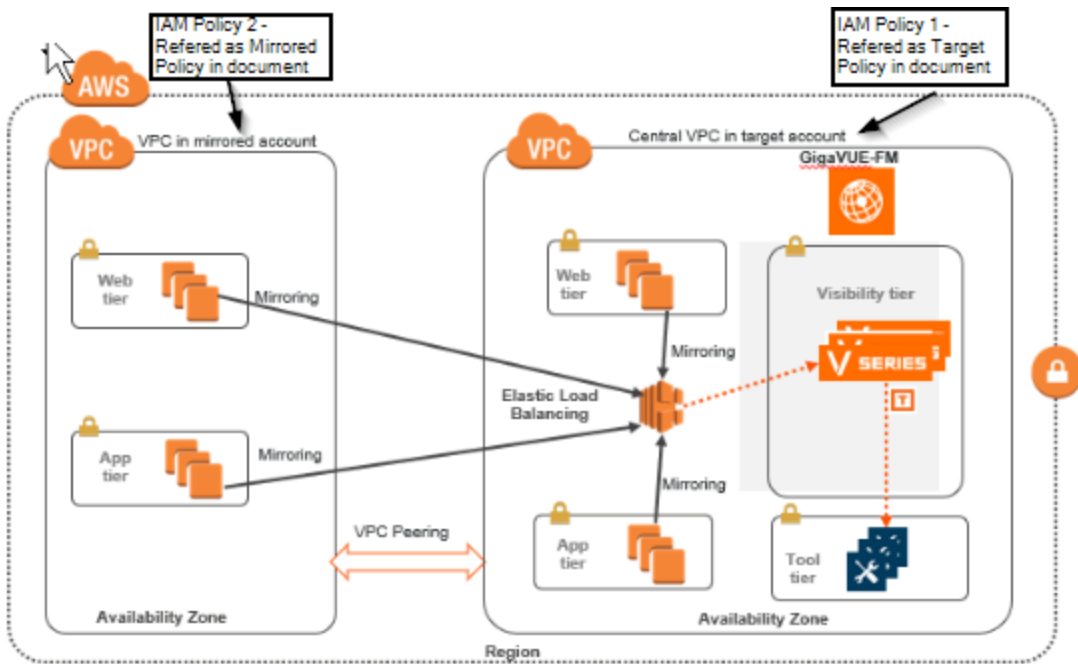 IAM Policy 2 -
Refered as Mirrored
Policy in document
IAM Policy 1 -
Refered as Target
Policy in document
AWS
VPC
VPC in mirrored account
VPC
Central VPC in target account
GigaVUE-FM
Web
tier
Mirroring
Web
tier
Visibility tier
Mirroring
V SERIES
Elastic Load
Balancing
T
App
tier
Mirroring
Mirroring
VPC Peering
App
tier
Tool
tier
Availability Zone
Availability Zone
Region